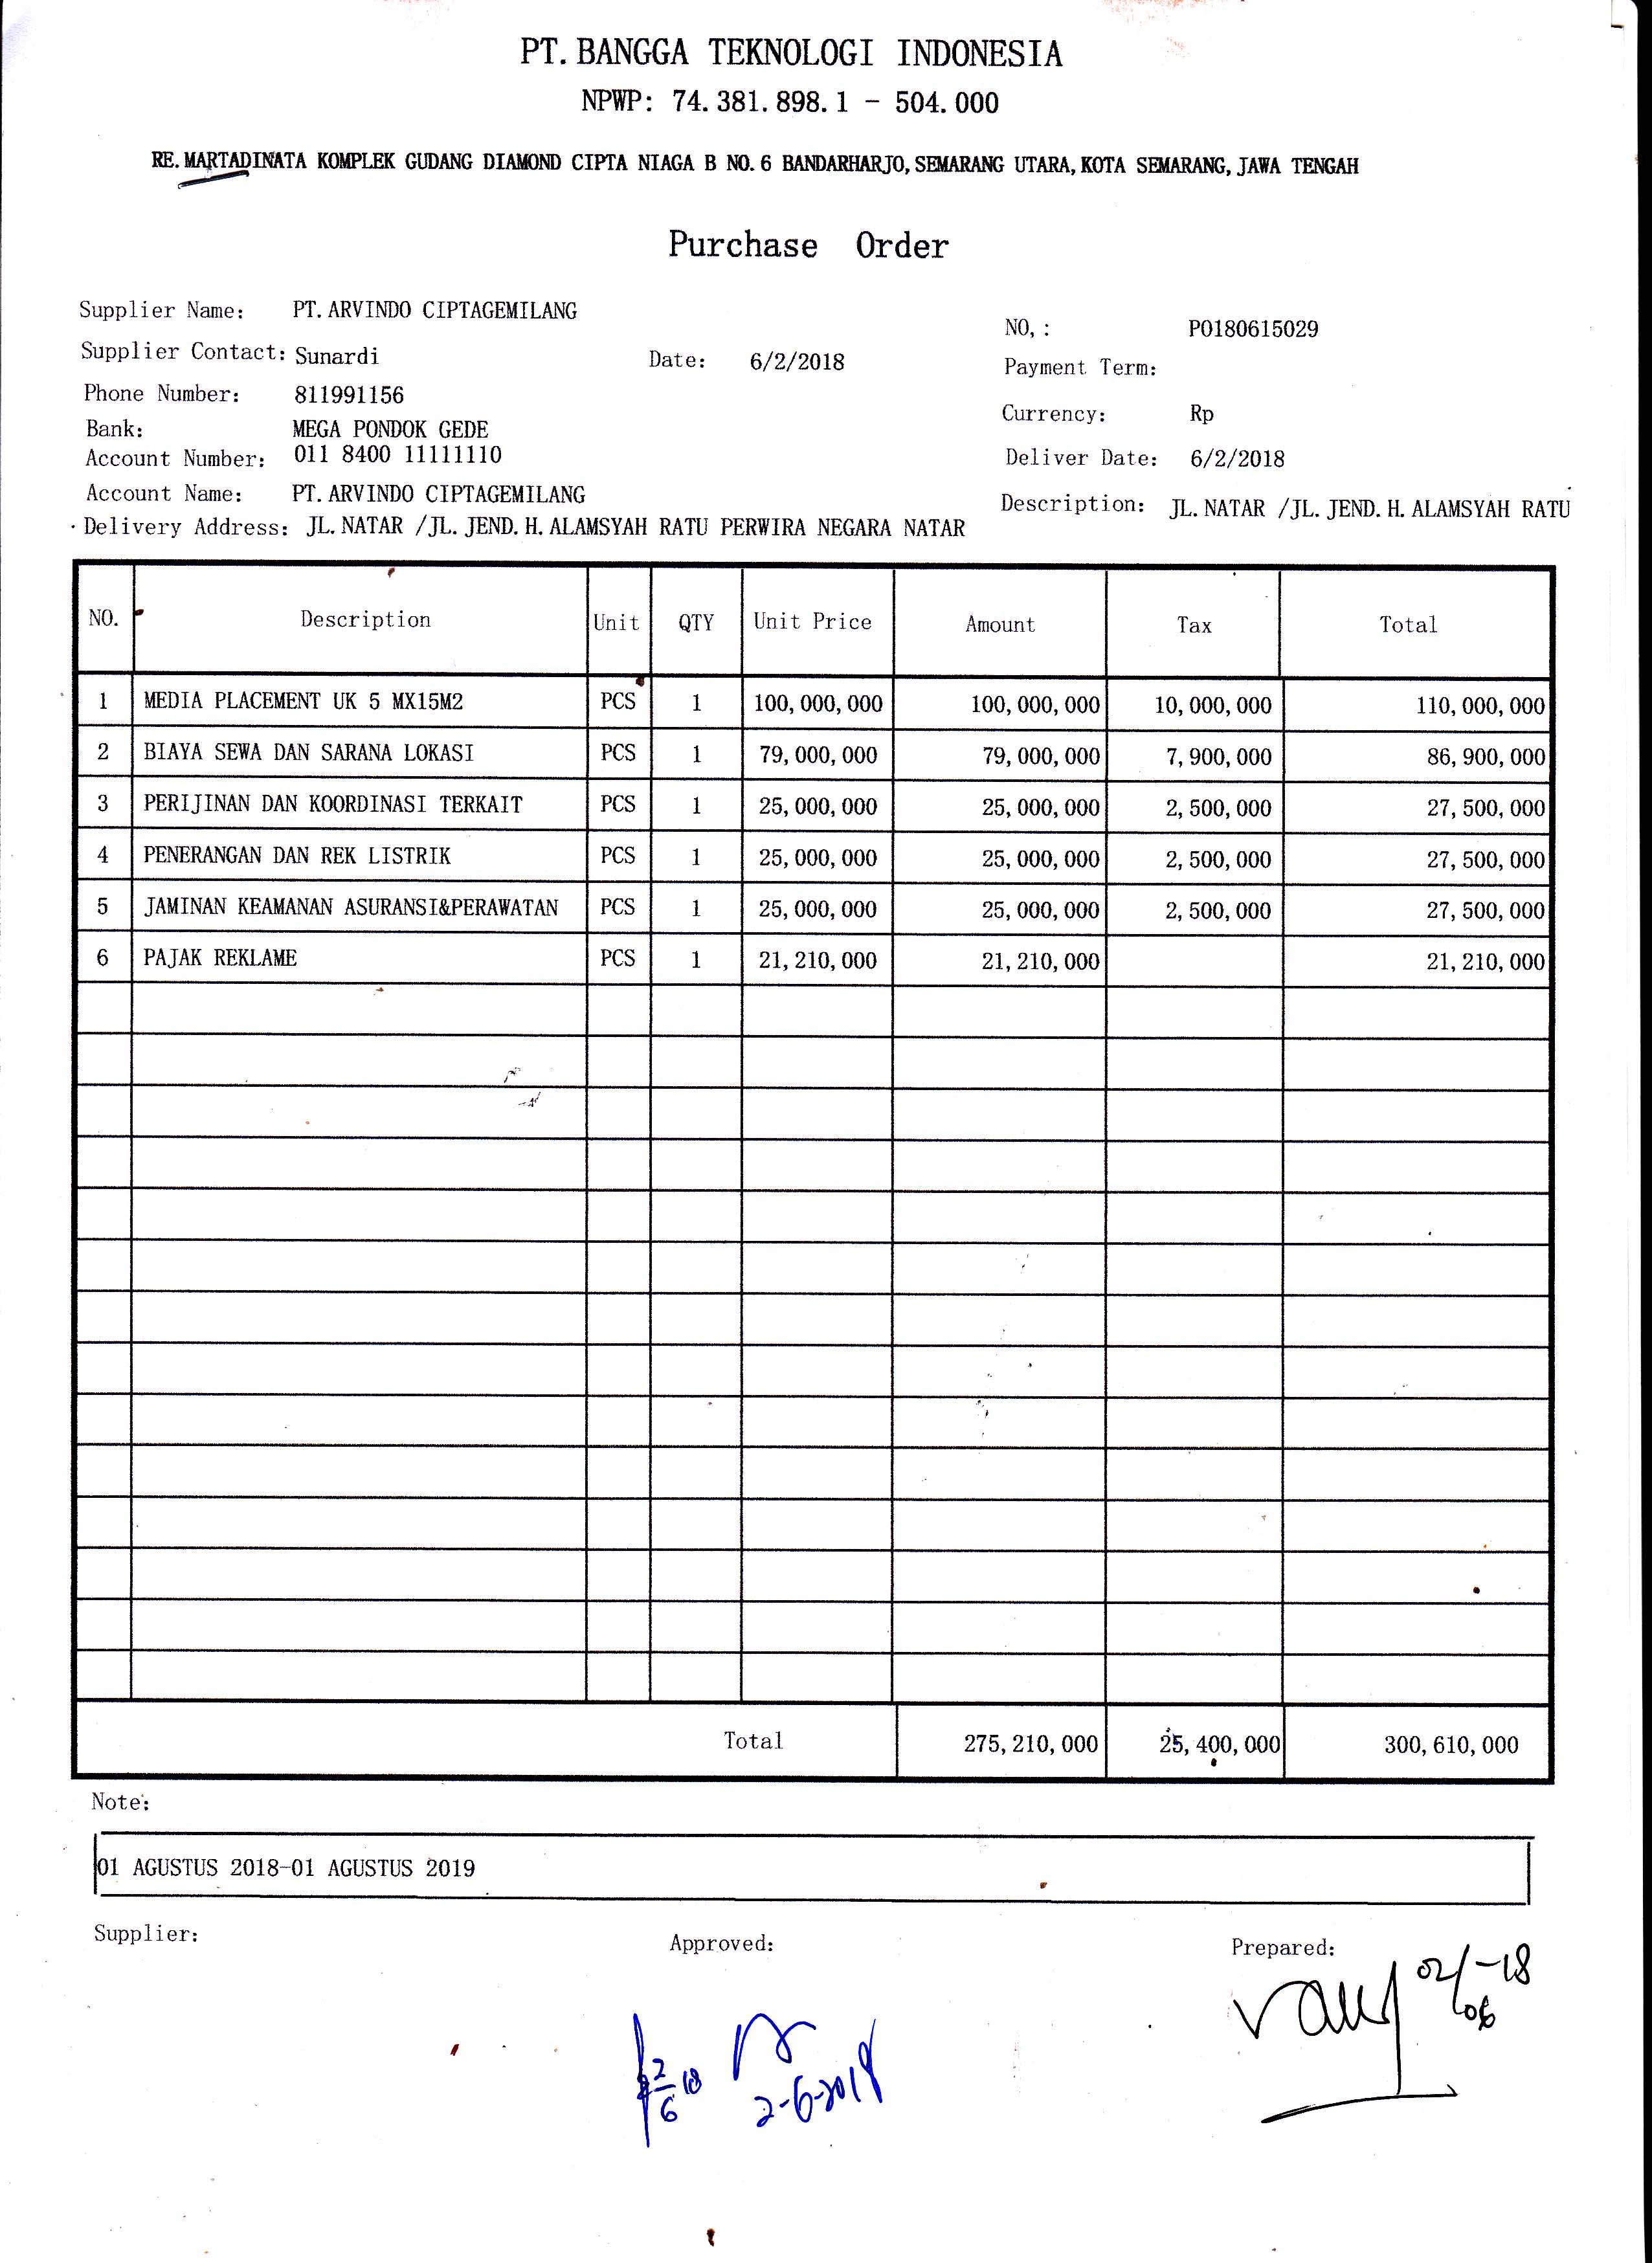 PT. BANGGA TEKNOLOGI INDONESIA
NPWP: 74.381.898.1 - 504.000
RE. MARTADINATA KOMPLEK GUDANG DIAMOND CIPTA NIAGA B NO.6 BANDARHARJO, SEMARANG UTARA, KOTA SEMARANG, JAWA TENGAH
Purchase Order
Supplier Name: PT. ARVINDO CIPTAGEMILANG
NO, : PO180615029
Supplier Contact: Sunardi Date: 6/2/2018
Payment Term:
Phone Number: 811991156
Currency: Rp
Bank: MEGA PONDOK GEDE
Account Number: 011 8400 11111110
Deliver Date: 6/2/2018
Account Name: PT. ARVINDO CIPTAGEMILANG
Description: JL. NATAR /JL. JEND. H. ALAMSYAH RATU
Delivery Address: JL. NATAR /JL. JEND. H. ALAMSYAH RATU PERWIRA NEGARA NATAR
NO. Description Unit QTY Unit Price Amount Tax Total
1 MEDIA PLACEMENT UK 5 MX15M2 PCS 1 100,000,000 100,000,000 10,000,000 110,000,000
2 BIAYA SEWA DAN SARANA LOKASI PCS 1 79,000,000 79,000,000 7,900,000 86,900,000
3 PERIJINAN DAN KOORDINASI TERKAIT PCS 1 25,000,000 25,000,000 2,500,000 27,500,000
4 PENERANGAN DAN REK LISTRIK PCS 1 25,000,000 25,000,000 2,500,000 27,500,000
5 JAMINAN KEAMANAN ASURANSI&PERAWATAN PCS 1 25,000,000 25,000,000 2,500,000 27,500,000
6 PAJAK REKLAME PCS 1 21,210,000 21,210,000 21,210,000
Total 275,210,000 25,400,000 300,610,000
Note:
01 AGUSTUS 2018-01 AGUSTUS 2019
Supplier: Approved: Prepared:
02/06-18
2/6 18
2-6-2018